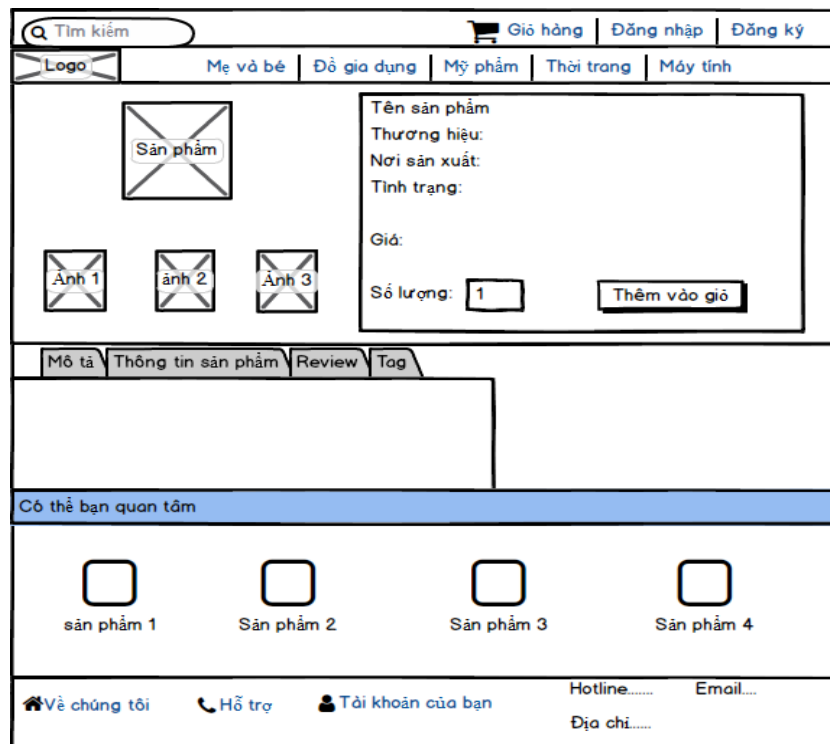 Tìm kiếm
Giỏ hàng Đăng nhập Đăng ký
Logo Mẹ và bé Đồ gia dụng Mỹ phẩm Thời trang Máy tính
Sản phẩm
Ảnh 1 ảnh 2 Ảnh 3
Tên sản phẩm
Thương hiệu:
Nơi sản xuất:
Tình trạng:
Giá:
Số lượng: 1 Thêm vào giỏ
Mô tả Thông tin sản phẩm Review Tag
Có thể bạn quan tâm
sản phẩm 1 Sản phẩm 2 Sản phẩm 3 Sản phẩm 4
Về chúng tôi Hỗ trợ Tài khoản của bạn
Hotline....... Email....
Địa chỉ......